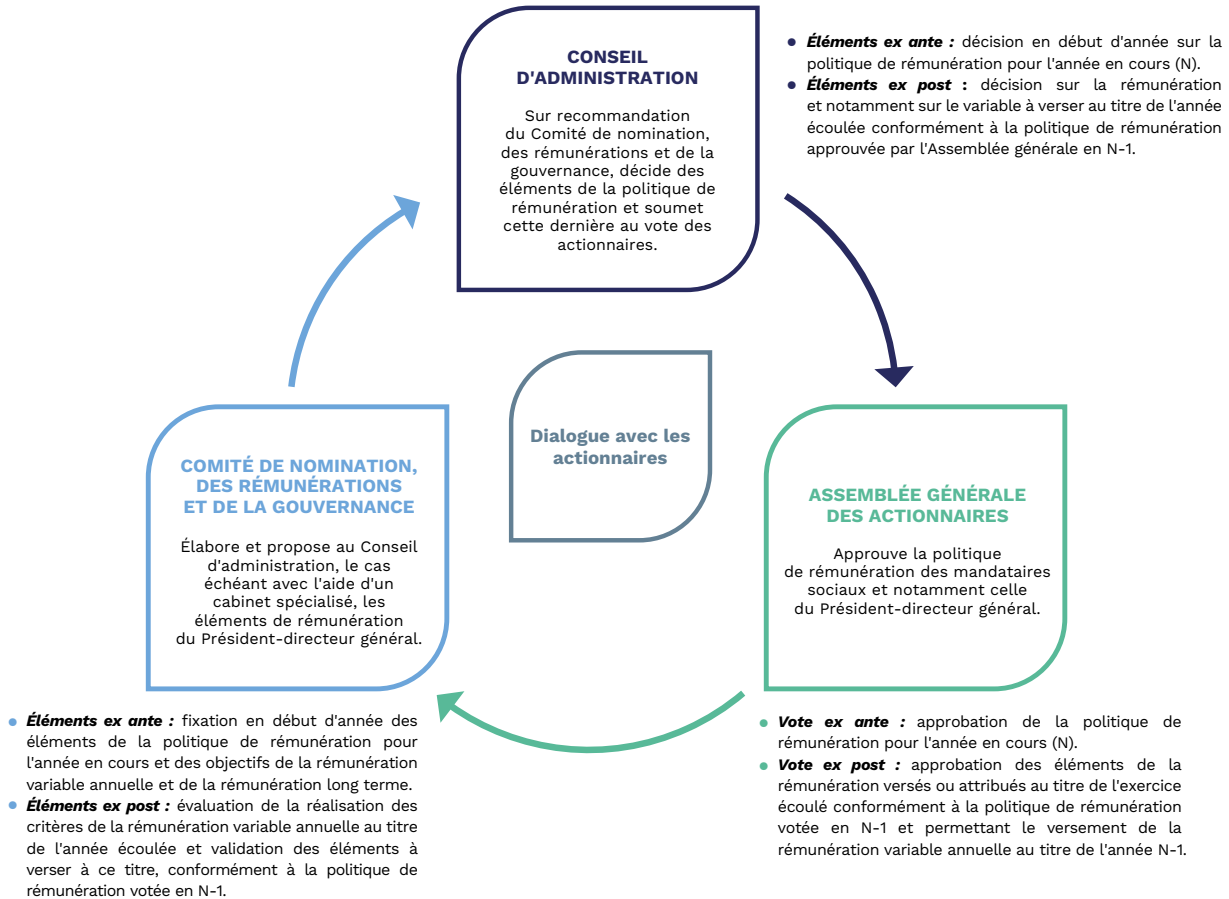 CONSEIL
D'ADMINISTRATION
Sur recommandation
du Comité de nomination,
des rémunérations et de la
gouvernance, décide des
éléments de la politique de
rémunération et soumet
cette dernière au vote des
actionnaires.
• Éléments ex ante : décision en début d'année sur la
politique de rémunération pour l'année en cours (N).
• Éléments ex post : décision sur la rémunération
et notamment sur le variable à verser au titre de l'année
écoulée conformément à la politique de rémunération
approuvée par l'Assemblée générale en N-1.
Dialogue avec les
actionnaires
COMITÉ DE NOMINATION,
DES RÉMUNÉRATIONS
ET DE LA GOUVERNANCE
Élabore et propose au Conseil
d'administration, le cas
échéant avec l'aide d'un
cabinet spécialisé, les
éléments de rémunération
du Président-directeur général.
ASSEMBLÉE GÉNÉRALE
DES ACTIONNAIRES
Approuve la politique
de rémunération des mandataires
sociaux et notamment celle
du Président-directeur général.
• Éléments ex ante : fixation en début d'année des
éléments de la politique de rémunération pour
l'année en cours et des objectifs de la rémunération
variable annuelle et de la rémunération long terme.
• Éléments ex post : évaluation de la réalisation des
critères de la rémunération variable annuelle au titre
de l'année écoulée et validation des éléments à
verser à ce titre, conformément à la politique de
rémunération votée en N-1.
• Vote ex ante : approbation de la politique de
rémunération pour l'année en cours (N).
• Vote ex post : approbation des éléments de la
rémunération versés ou attribués au titre de l'exercice
écoulé conformément à la politique de rémunération
votée en N-1 et permettant le versement de la
rémunération variable annuelle au titre de l'année N-1.